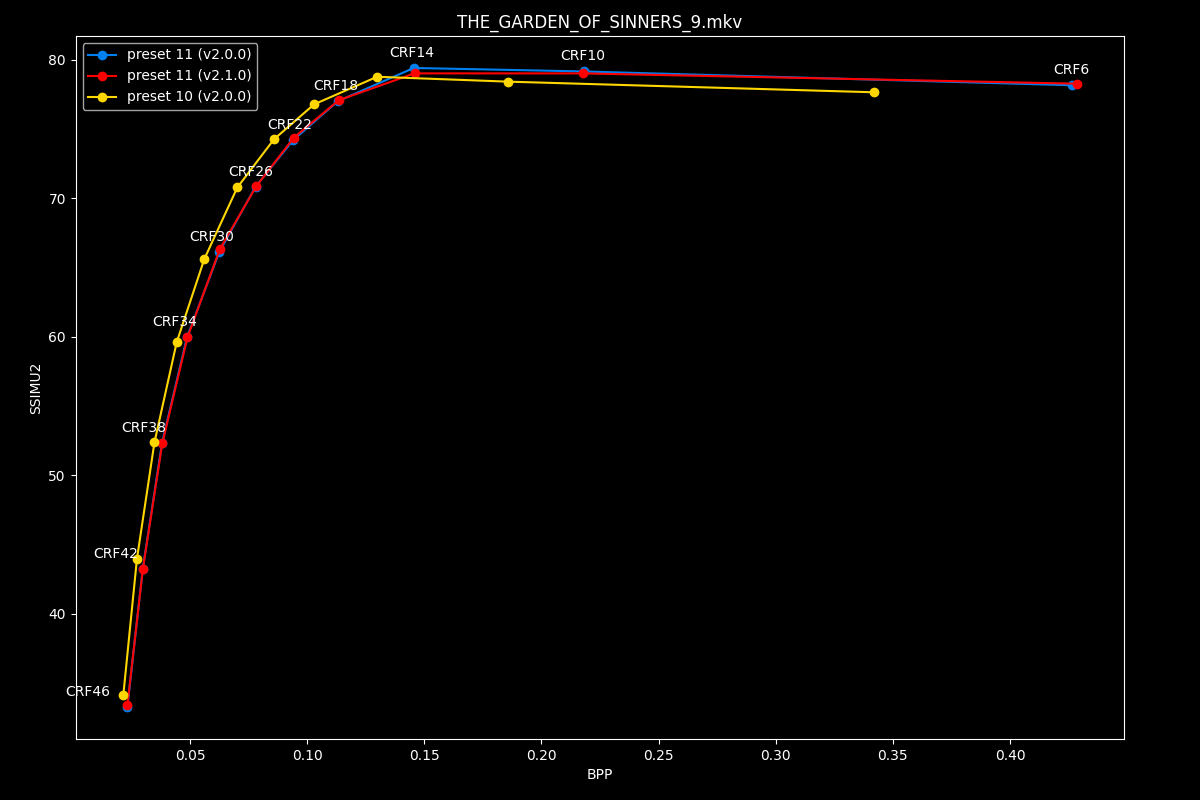 THE_GARDEN_OF_SINNERS_9.mkv
preset 11 (v2.0.0)
preset 11 (v2.1.0)
preset 10 (v2.0.0)
CRF14
CRF10
CRF6
CRF18
CRF22
CRF26
CRF30
CRF34
CRF38
CRF42
CRF46
80
70
60
50
40
SSIMU2
0.05
0.10
0.15
0.20
0.25
0.30
0.35
0.40
BPP